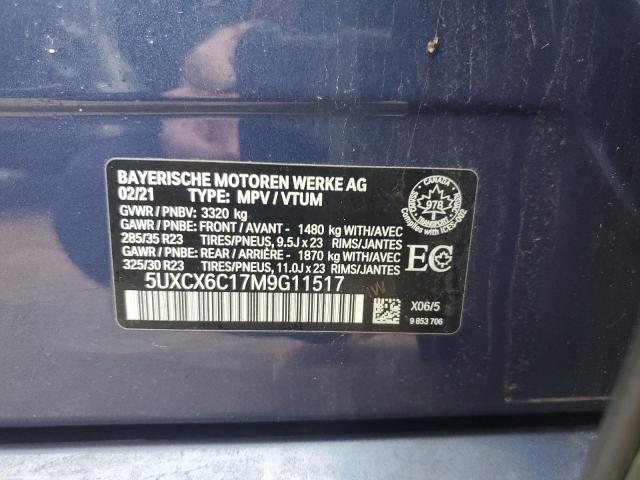 BAYERISCHE MOTOREN WERKE AG
02/21 TYPE: MPV / VTUM
GVWR / PNBV: 3320 kg
GAWR / PNBE: FRONT / AVANT - 1480 kg WITH/AVEC
285/35 R23 TIRES/PNEUS, 9.5J x 23 RIMS/JANTES
GAWR / PNBE: REAR / ARRIÈRE - 1870 kg WITH/AVEC
325/30 R23 TIRES/PNEUS, 11.0J x 23 RIMS/JANTES
5UXCX6C17M9G11517
CANADA
978
TRANSPORT
EC
X06/5
9 853 706